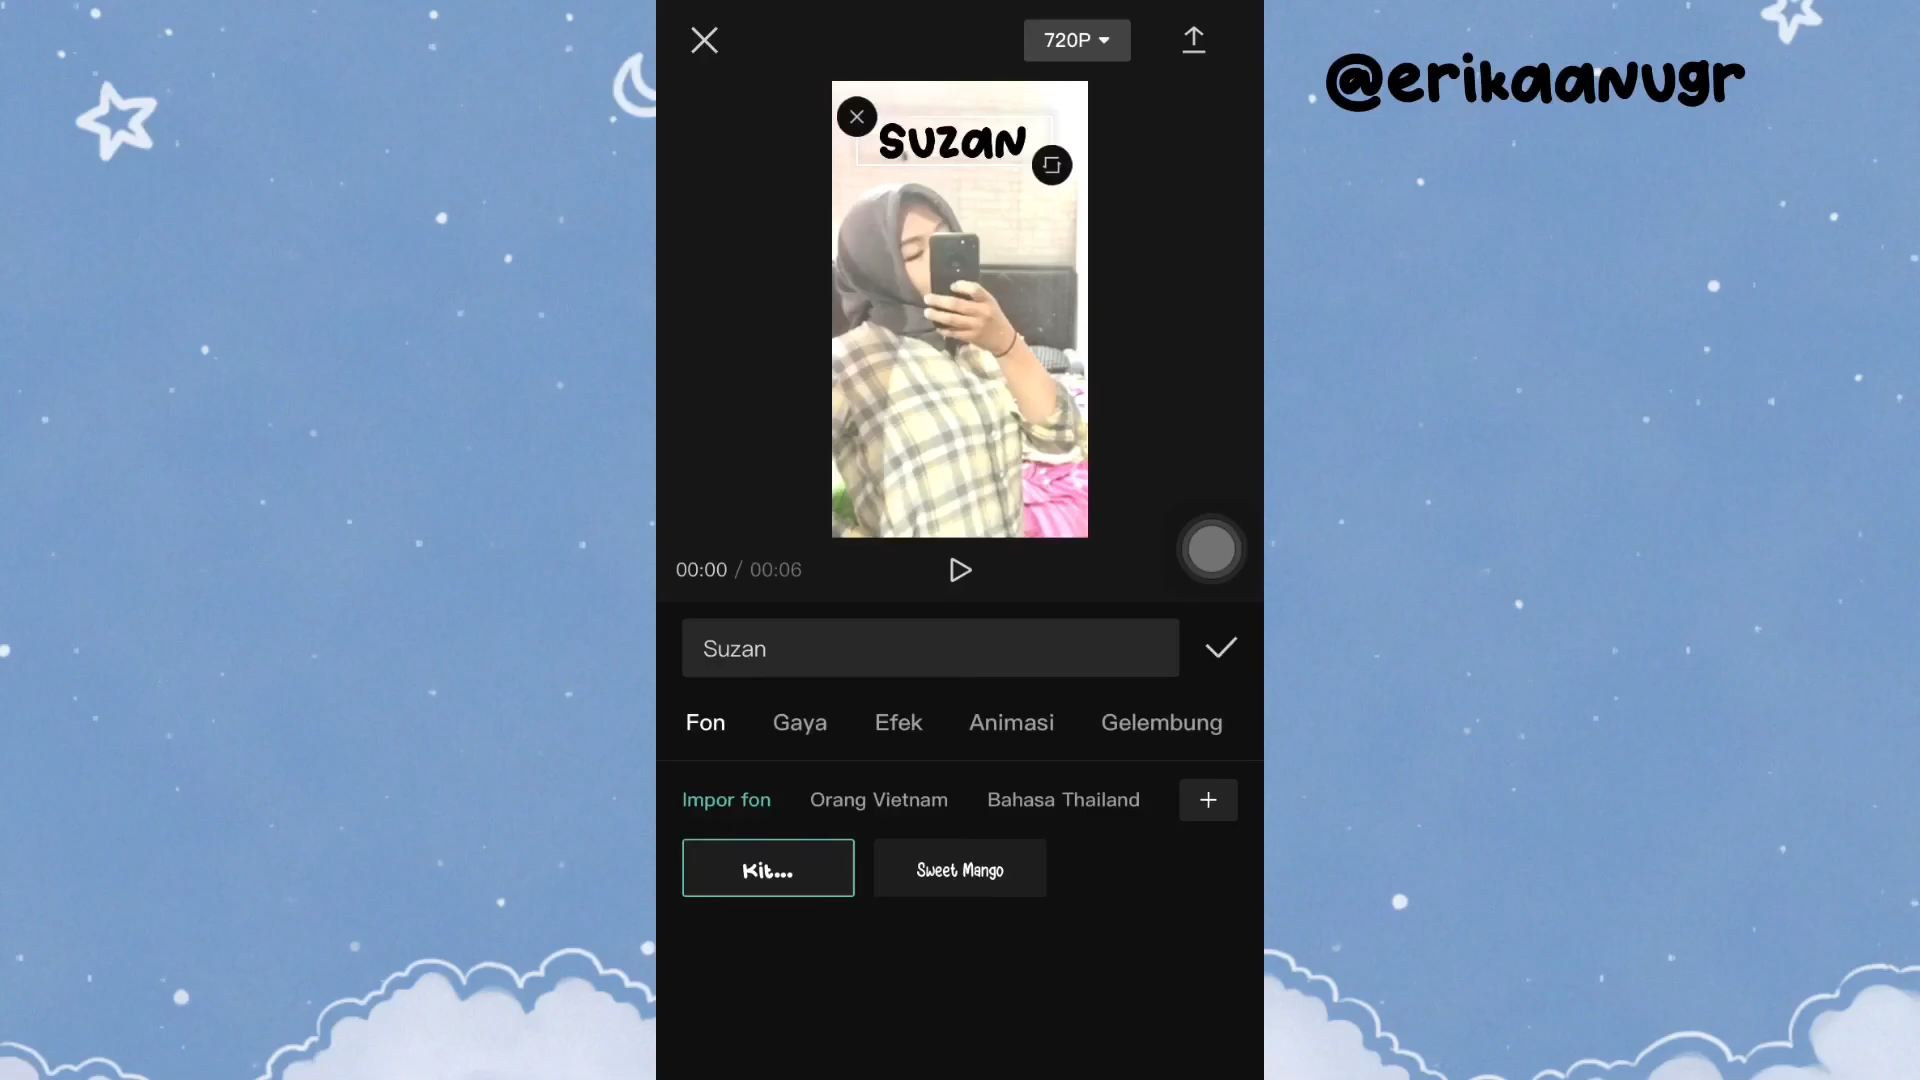 720P
@erikaanugr
Suzan
00:00 / 00:06
Suzan
Fon Gaya Efek Animasi Gelembung
Impor fon Orang Vietnam Bahasa Thailand +
Kit... Sweet Mango